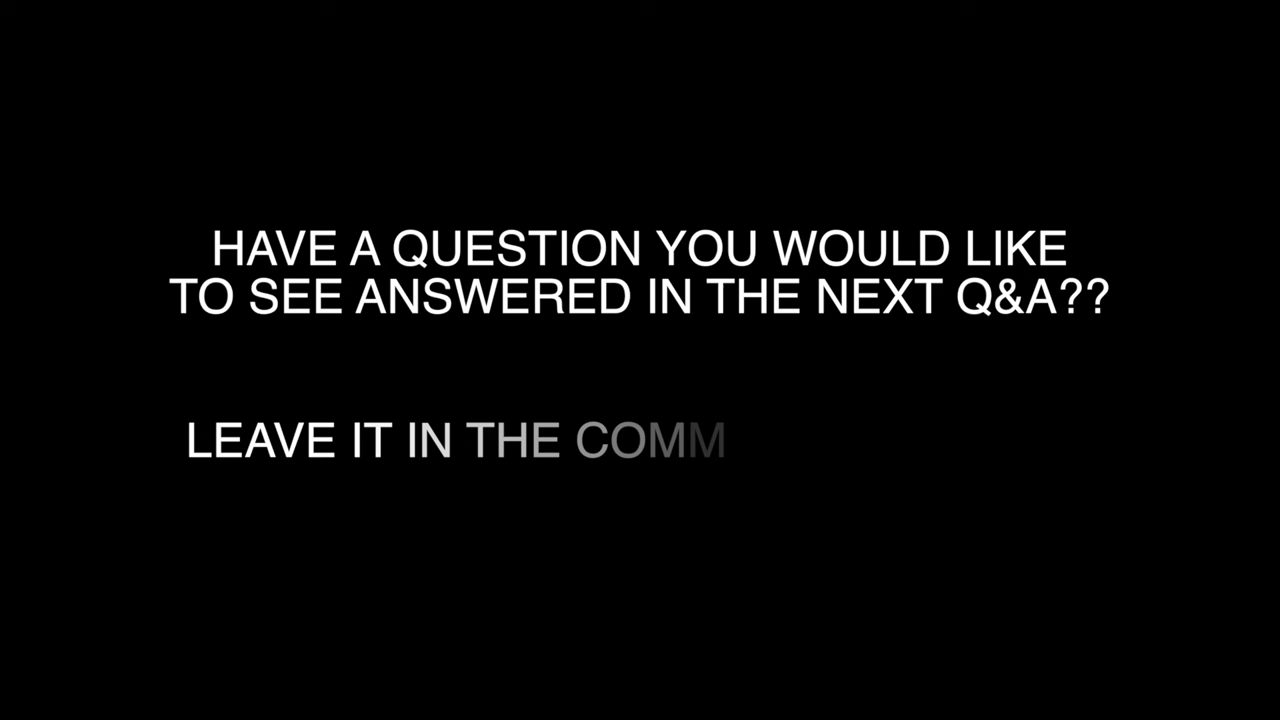 HAVE A QUESTION YOU WOULD LIKE
TO SEE ANSWERED IN THE NEXT Q&A??
LEAVE IT IN THE COMM